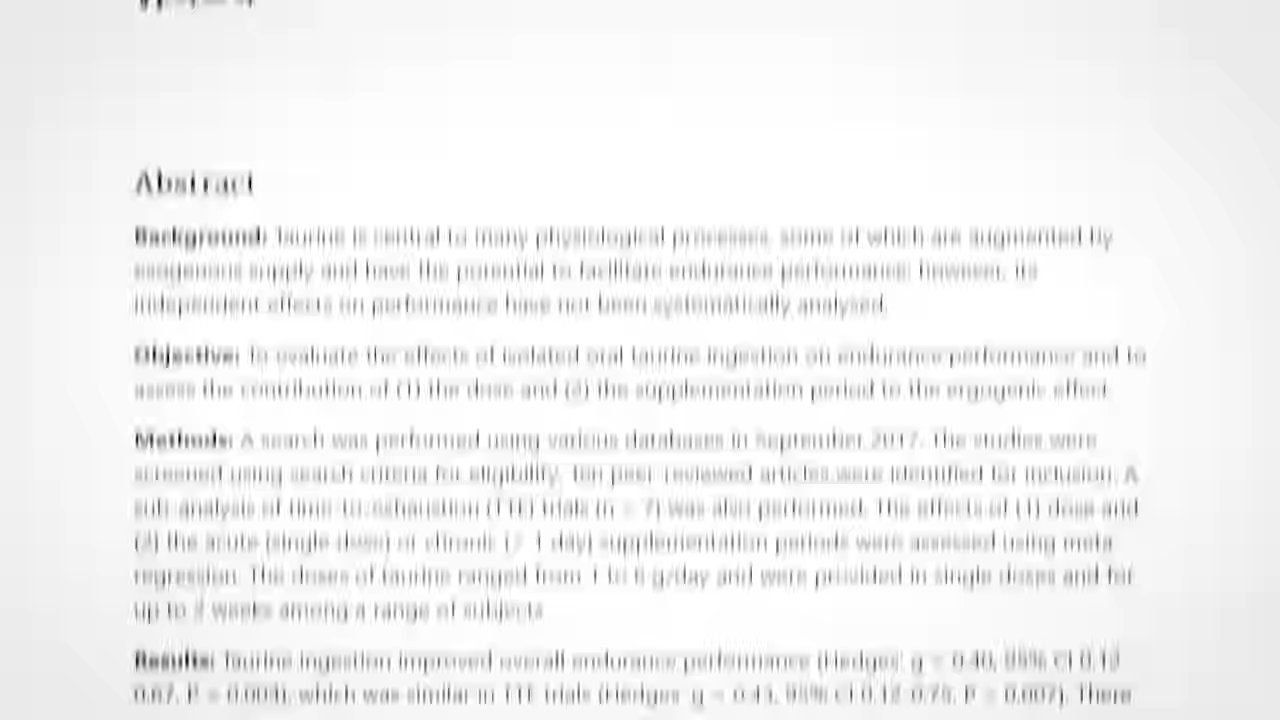 Abstract
Background: Taurine is central to many physiological processes, some of which are augmented by
exogenous supply and have the potential to facilitate endurance performance; however, its
independent effects on performance have not been systematically analysed.
Objective: To evaluate the effects of isolated oral taurine ingestion on endurance performance and to
assess the contribution of (1) the dose and (2) the supplementation period to the ergogenic effect.
Methods: A search was performed using various databases in September 2017. The studies were
screened using search criteria for eligibility; ten peer-reviewed articles were identified for inclusion. A
sub-analysis of time-to-exhaustion (TTE) trials (n = 7) was also performed. The effects of (1) dose and
(2) the acute (single dose) or chronic (> 1 day) supplementation periods were assessed using meta-
regression. The doses of taurine ranged from 1 to 6 g/day and were provided in single doses and for
up to 2 weeks among a range of subjects.
Results: Taurine ingestion improved overall endurance performance (Hedges' g = 0.40, 95% CI 0.12-
0.67, P = 0.004), which was similar in TTE trials (Hedges' g = 0.43, 95% CI 0.12-0.75, P = 0.007). There